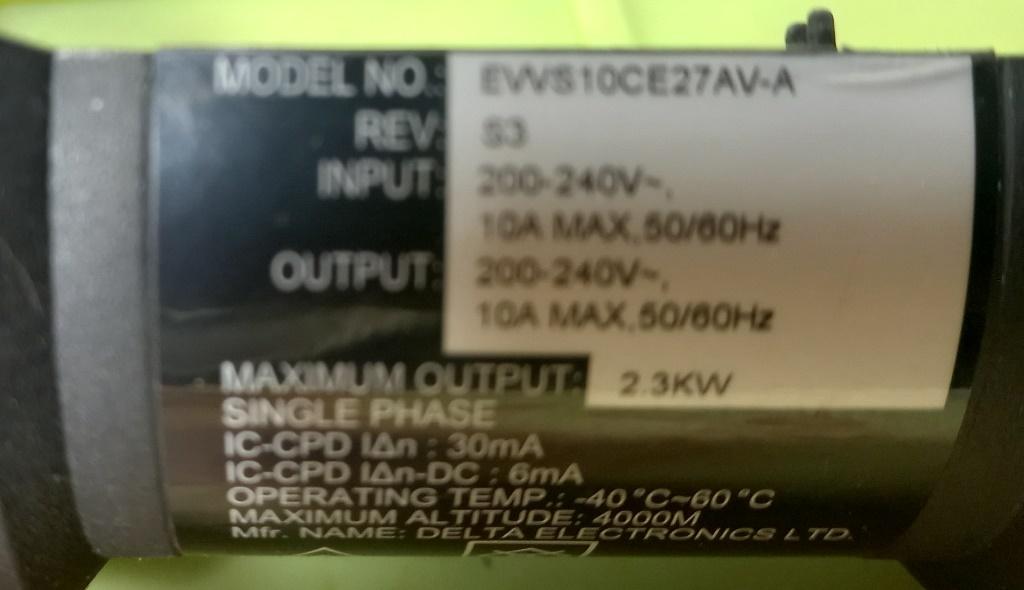 MODEL NO.: EVVS10CE27AV-A
REV: S3
INPUT: 200-240V~,
10A MAX,50/60Hz
OUTPUT: 200-240V~,
10A MAX,50/60Hz
MAXIMUM OUTPUT: 2.3KW
SINGLE PHASE
IC-CPD IΔn : 30mA
IC-CPD IΔn-DC : 6mA
OPERATING TEMP.: -40°C~60°C
MAXIMUM ALTITUDE: 4000M
Mfr. NAME: DELTA ELECTRONICS LTD.